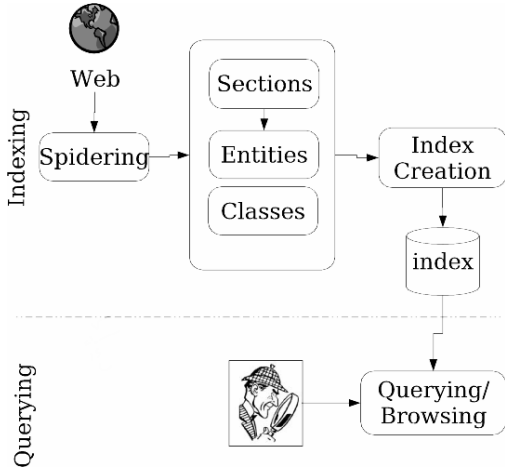 Web
Spidering
Sections
Entities
Classes
Index
Creation
index
Indexing
Querying/
Browsing
Querying